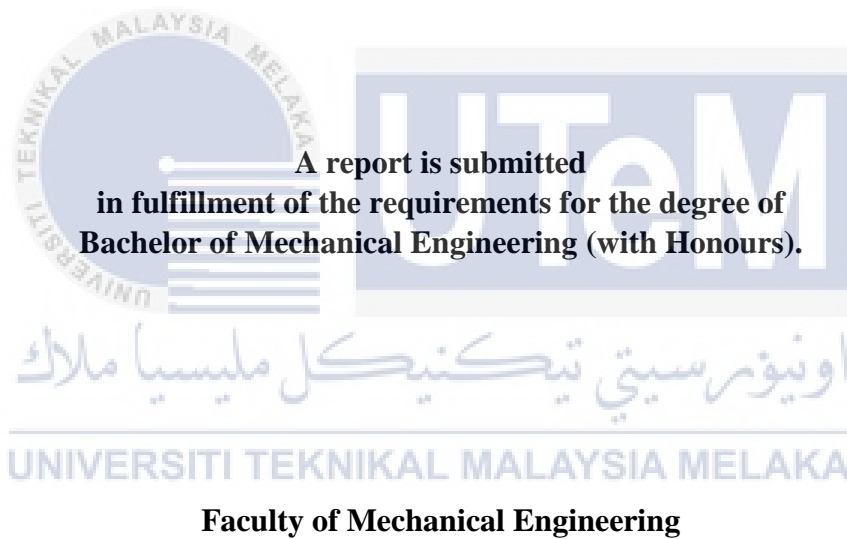 UNIVERSITI TEKNIKAL MALAYSIA MELAKA
UTeM
A report is submitted
in fulfillment of the requirements for the degree of
Bachelor of Mechanical Engineering (with Honours).
اونيۏرسيتي تيكنيكل مليسيا ملاك
UNIVERSITI TEKNIKAL MALAYSIA MELAKA
Faculty of Mechanical Engineering